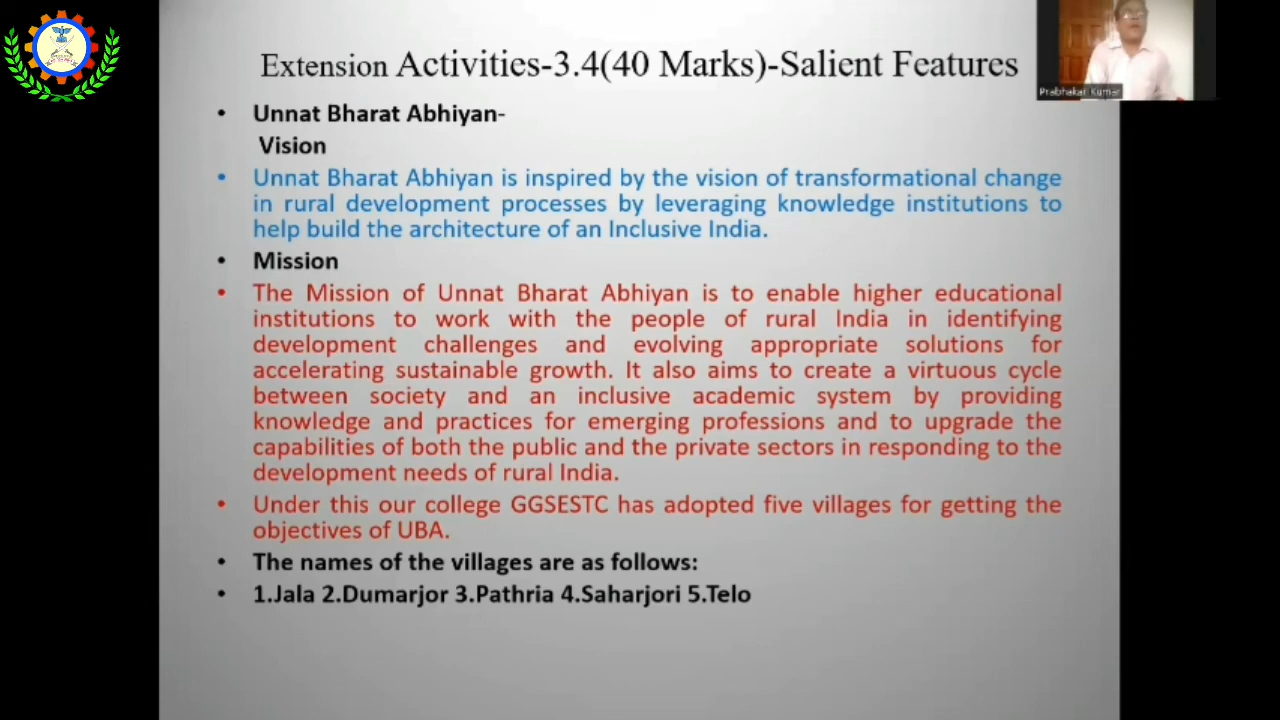 Extension Activities-3.4(40 Marks)-Salient Features
Prabhakar Kumar
• Unnat Bharat Abhiyan-
Vision
• Unnat Bharat Abhiyan is inspired by the vision of transformational change
in rural development processes by leveraging knowledge institutions to
help build the architecture of an Inclusive India.
• Mission
• The Mission of Unnat Bharat Abhiyan is to enable higher educational
institutions to work with the people of rural India in identifying
development challenges and evolving appropriate solutions for
accelerating sustainable growth. It also aims to create a virtuous cycle
between society and an inclusive academic system by providing
knowledge and practices for emerging professions and to upgrade the
capabilities of both the public and the private sectors in responding to the
development needs of rural India.
• Under this our college GGSESTC has adopted five villages for getting the
objectives of UBA.
• The names of the villages are as follows:
• 1.Jala 2.Dumarjor 3.Pathria 4.Saharjori 5.Telo